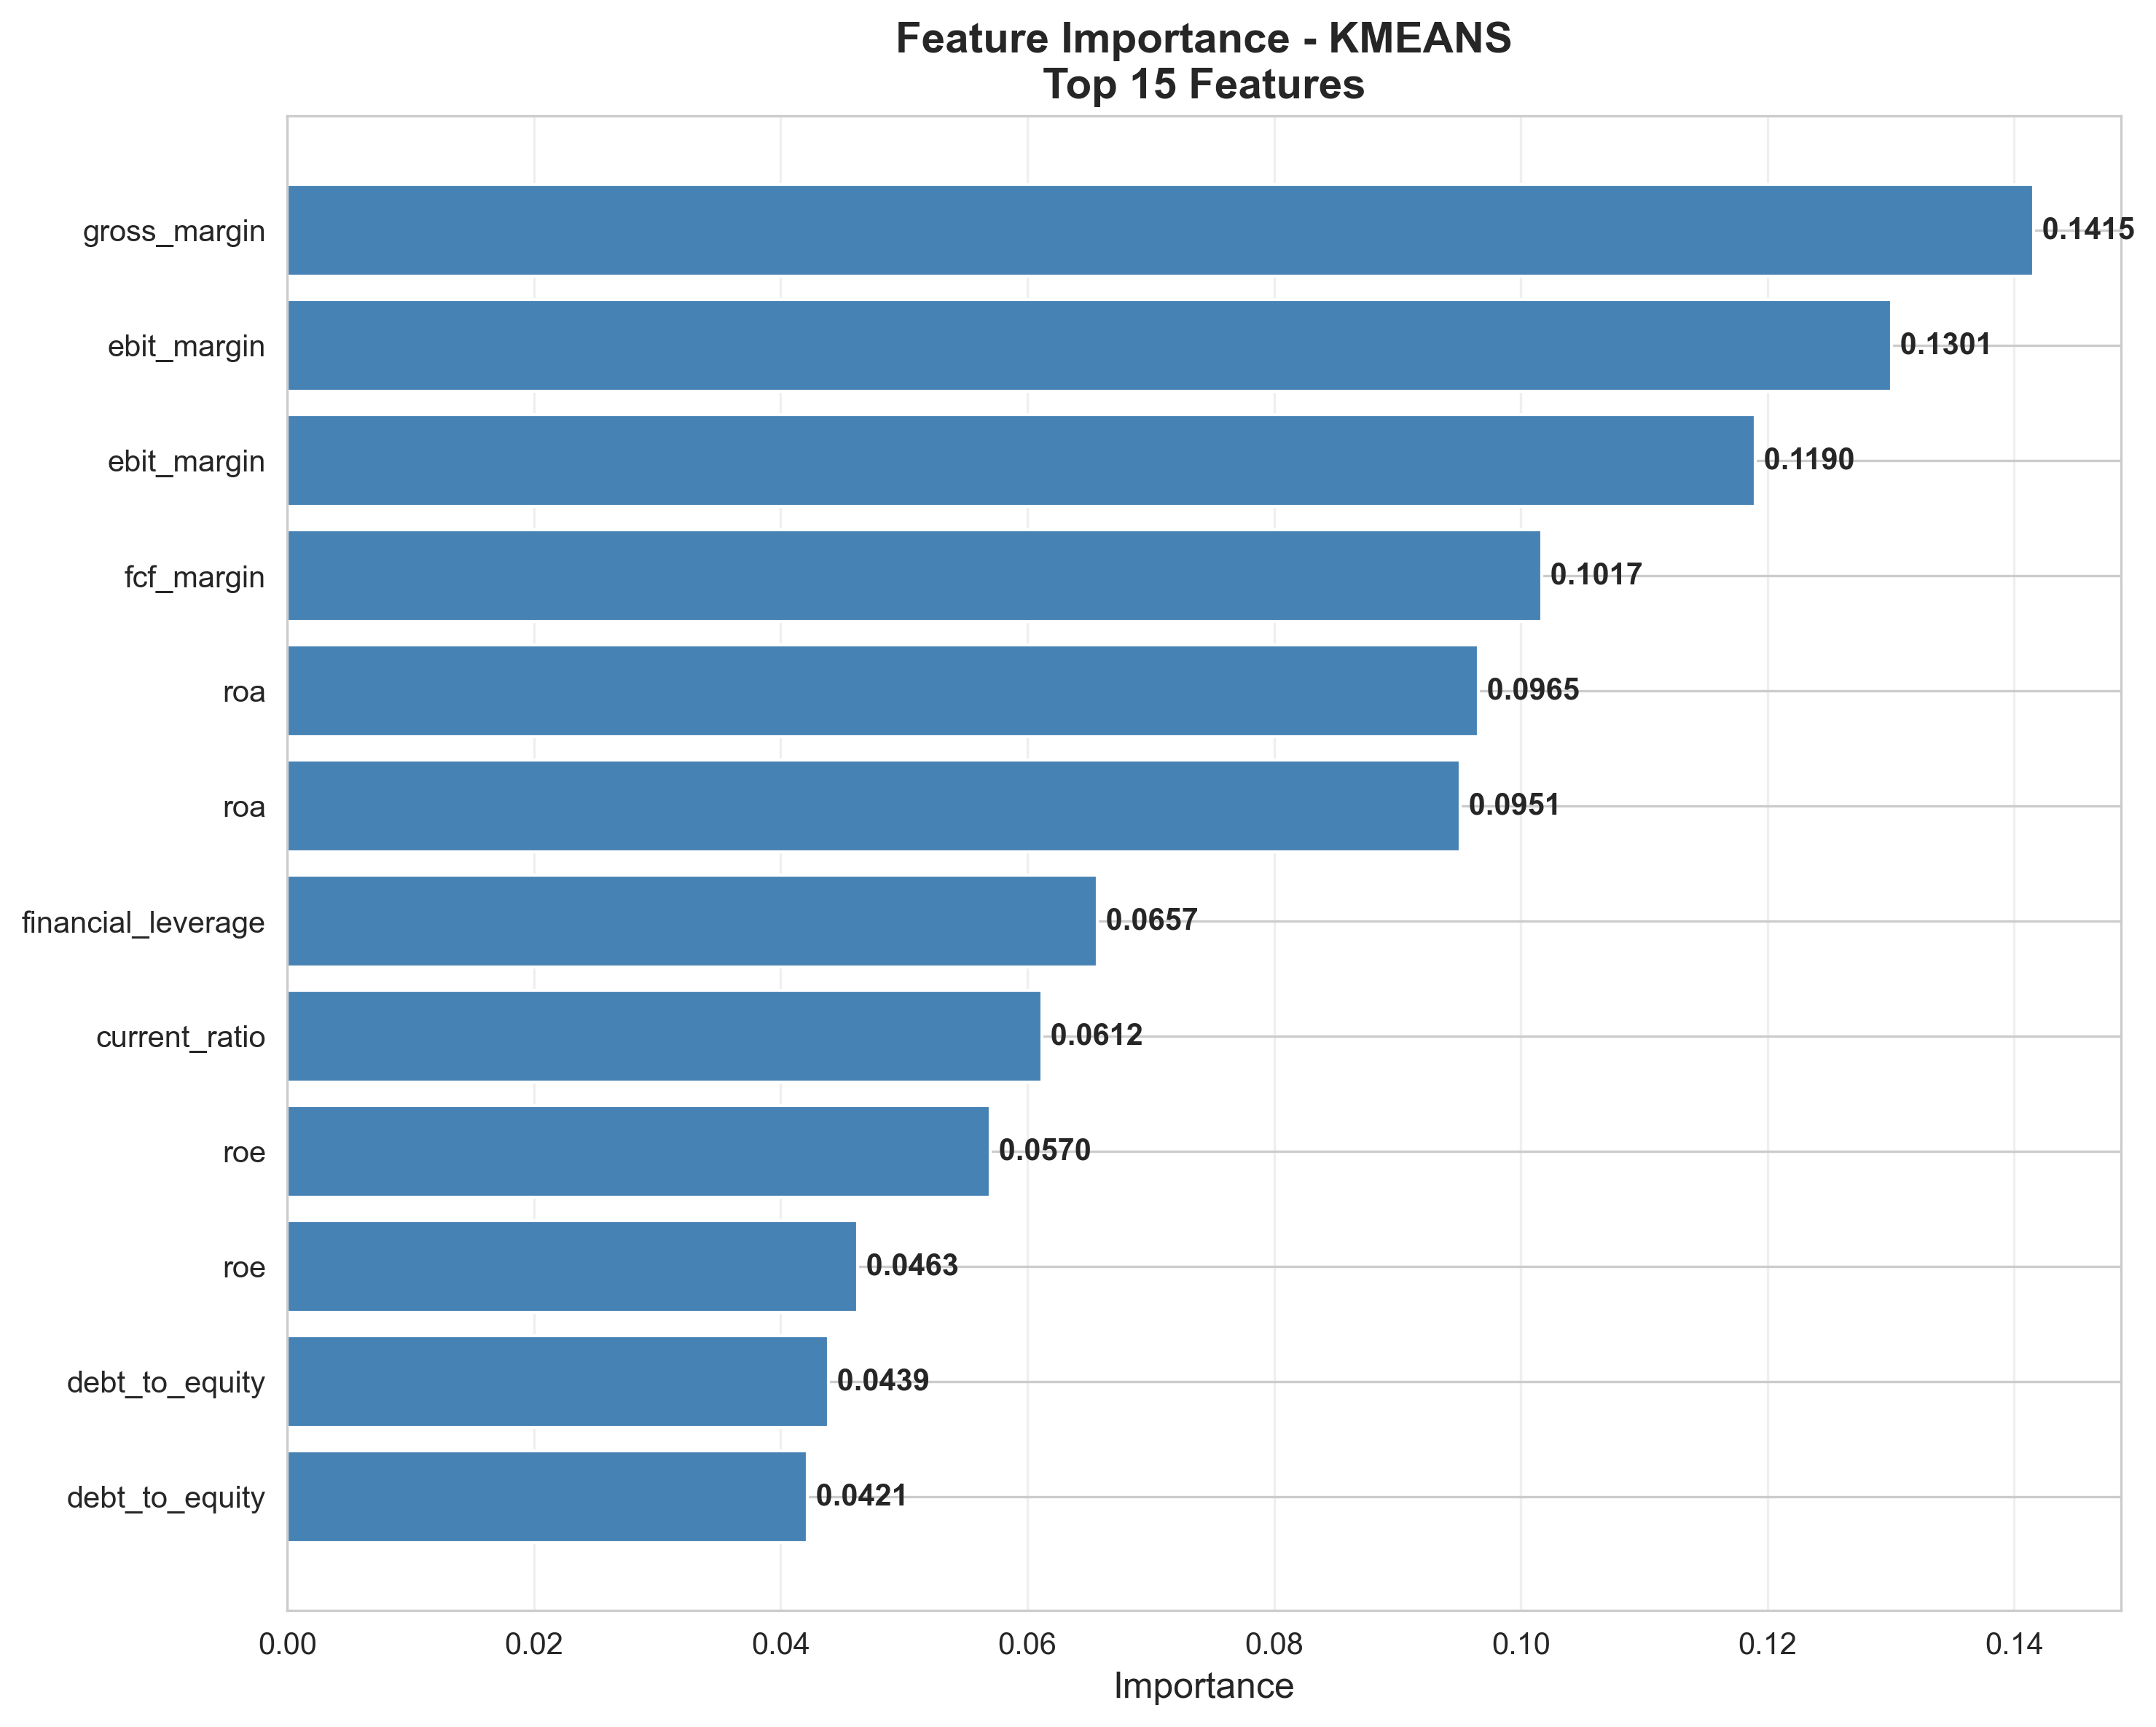 Feature Importance - KMEANS
Top 15 Features
gross_margin 0.1415
ebit_margin 0.1301
ebit_margin 0.1190
fcf_margin 0.1017
roa 0.0965
roa 0.0951
financial_leverage 0.0657
current_ratio 0.0612
roe 0.0570
roe 0.0463
debt_to_equity 0.0439
debt_to_equity 0.0421
0.00 0.02 0.04 0.06 0.08 0.10 0.12 0.14
Importance